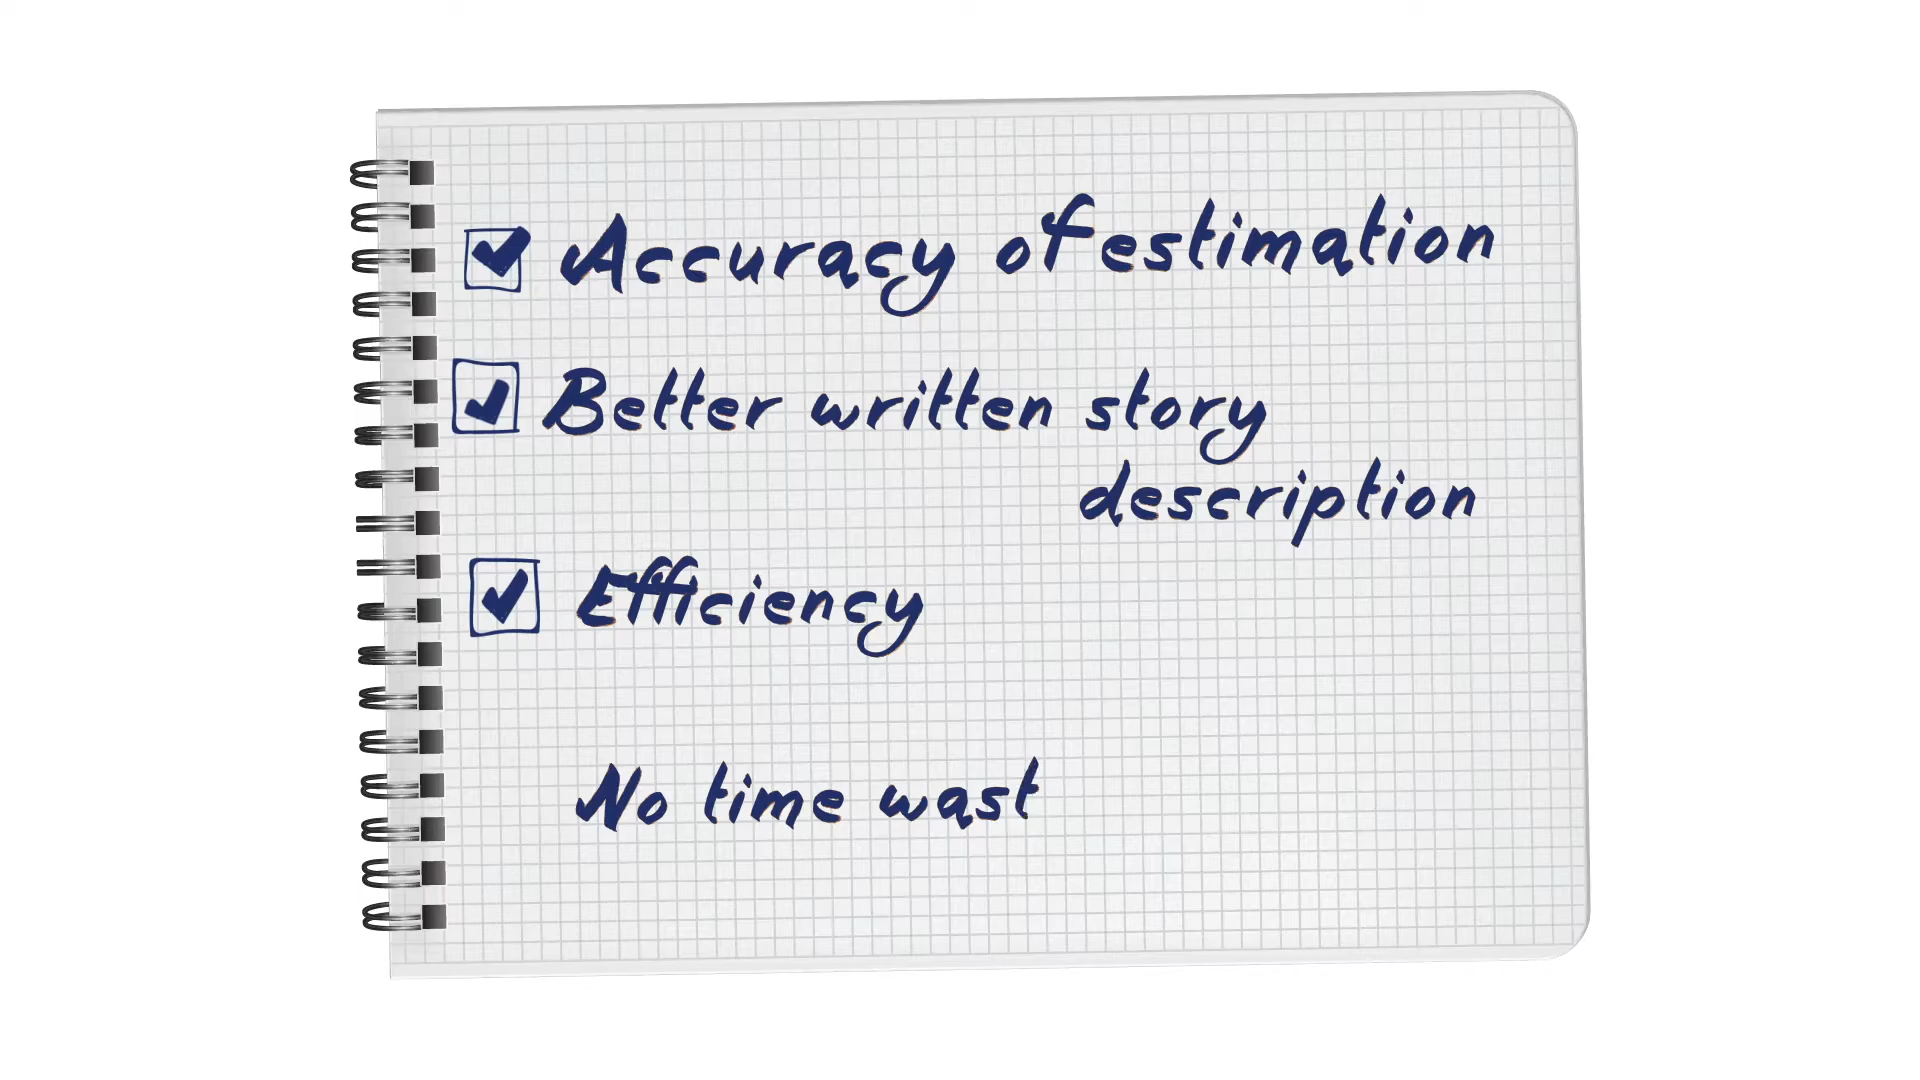 Accuracy of estimation
Better written story
description
Efficiency
No time wast